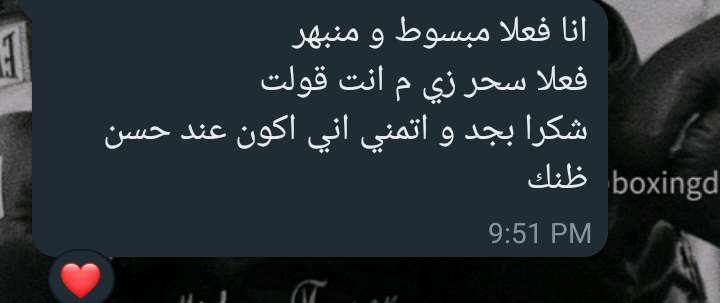 انا فعلا مبسوط و منبهر
فعلا سحر زي م انت قولت
شكرا بجد و اتمني اني اكون عند حسن
ظنك
boxingd
9:51 PM